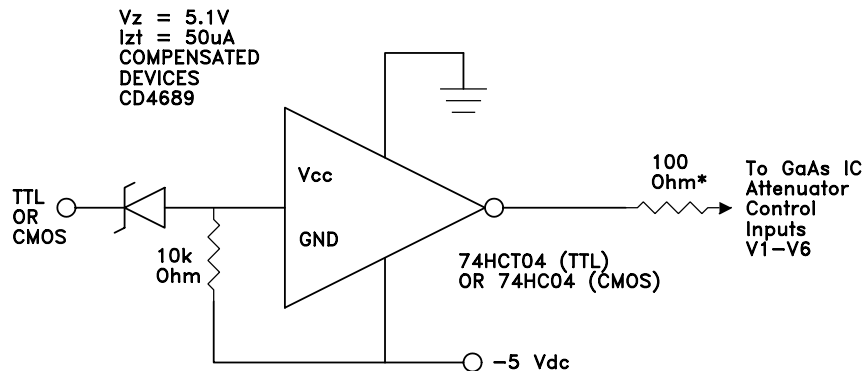 Vz = 5.1V
Izt = 50uA
COMPENSATED
DEVICES
CD4689
Vcc
GND
TTL
OR
CMOS
10k
Ohm
100
Ohm*
To GaAs IC
Attenuator
Control
Inputs
V1-V6
74HCT04 (TTL)
OR 74HC04 (CMOS)
-5 Vdc